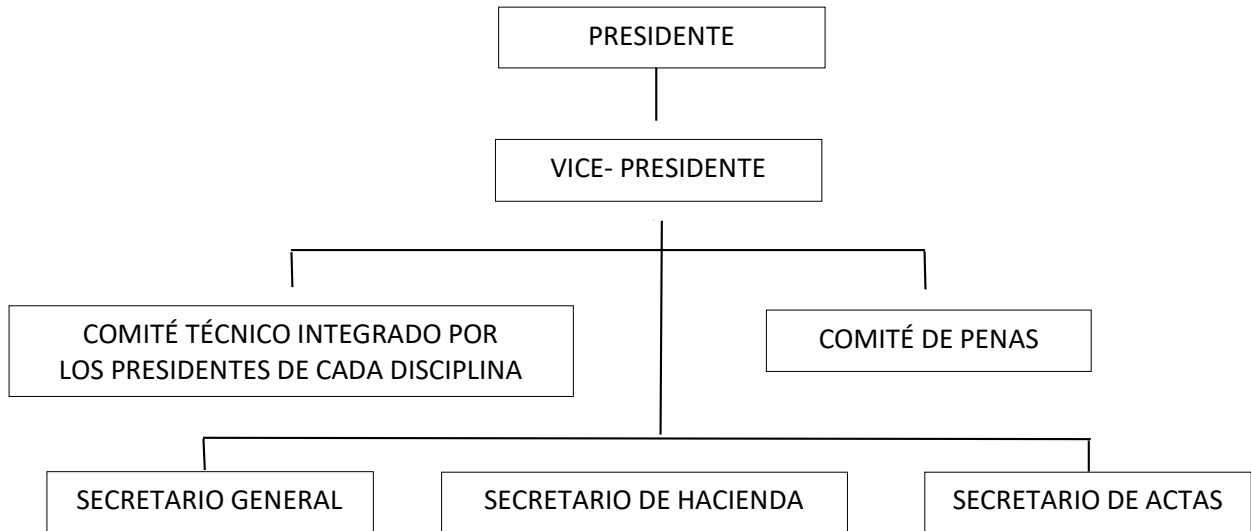 PRESIDENTE
VICE- PRESIDENTE
COMITÉ TÉCNICO INTEGRADO POR
LOS PRESIDENTES DE CADA DISCIPLINA
COMITÉ DE PENAS
SECRETARIO GENERAL
SECRETARIO DE HACIENDA
SECRETARIO DE ACTAS